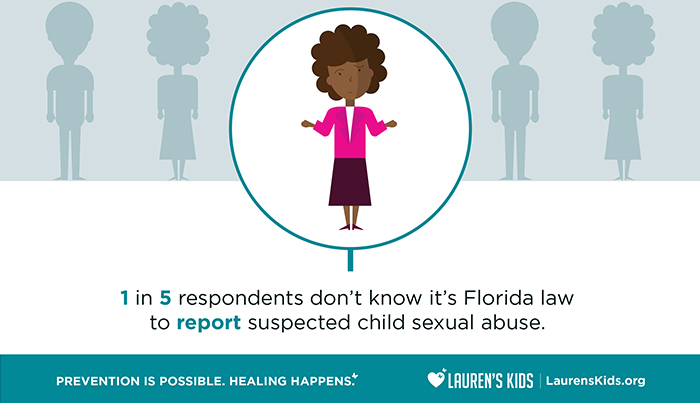 1 in 5 respondents don't know it's Florida law
to report suspected child sexual abuse.
PREVENTION IS POSSIBLE. HEALING HAPPENS.
LAUREN'S KIDS | LaurensKids.org